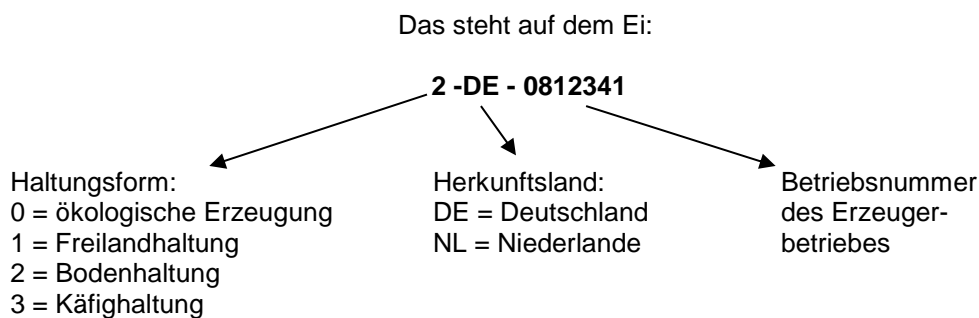 Das steht auf dem Ei:
2 -DE - 0812341
Haltungsform:
0 = ökologische Erzeugung
1 = Freilandhaltung
2 = Bodenhaltung
3 = Käfighaltung
Herkunftsland:
DE = Deutschland
NL = Niederlande
Betriebsnummer
des Erzeuger-
betriebes